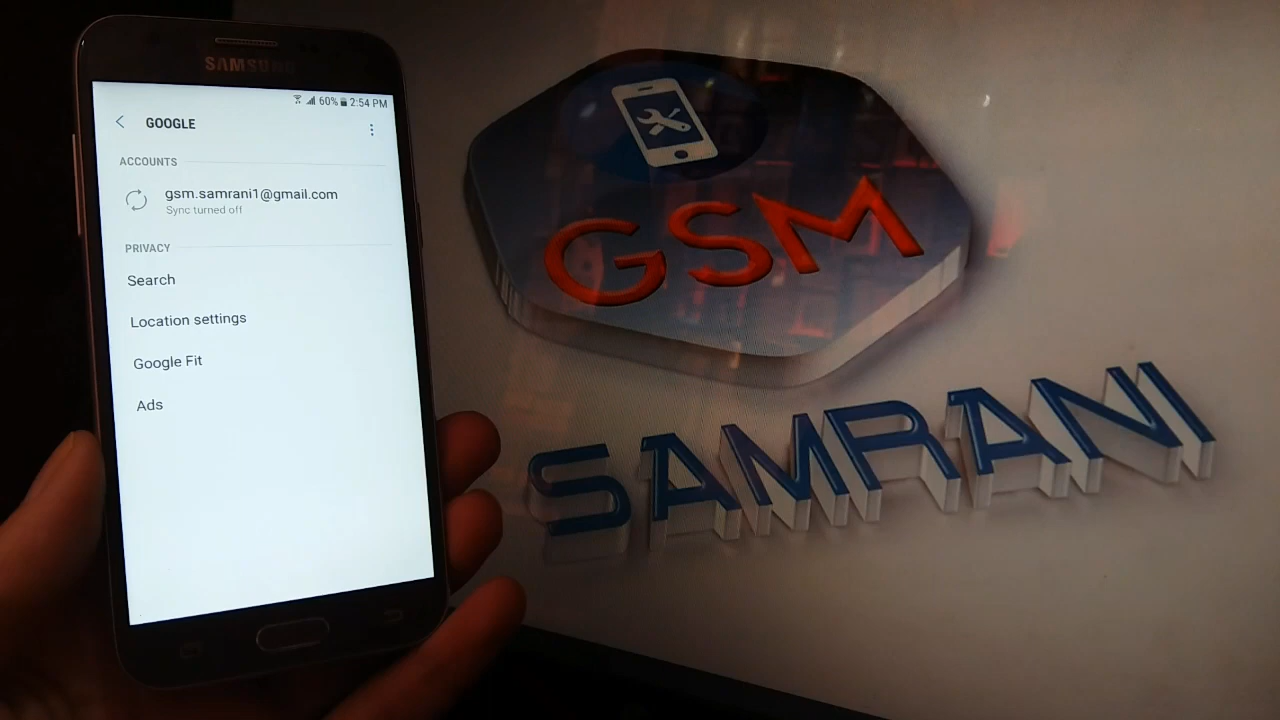 SAMSUNG
60% 2:54 PM
GOOGLE
ACCOUNTS
gsm.samrani1@gmail.com
Sync turned off
PRIVACY
Search
Location settings
Google Fit
Ads
GSM
SAMRANI